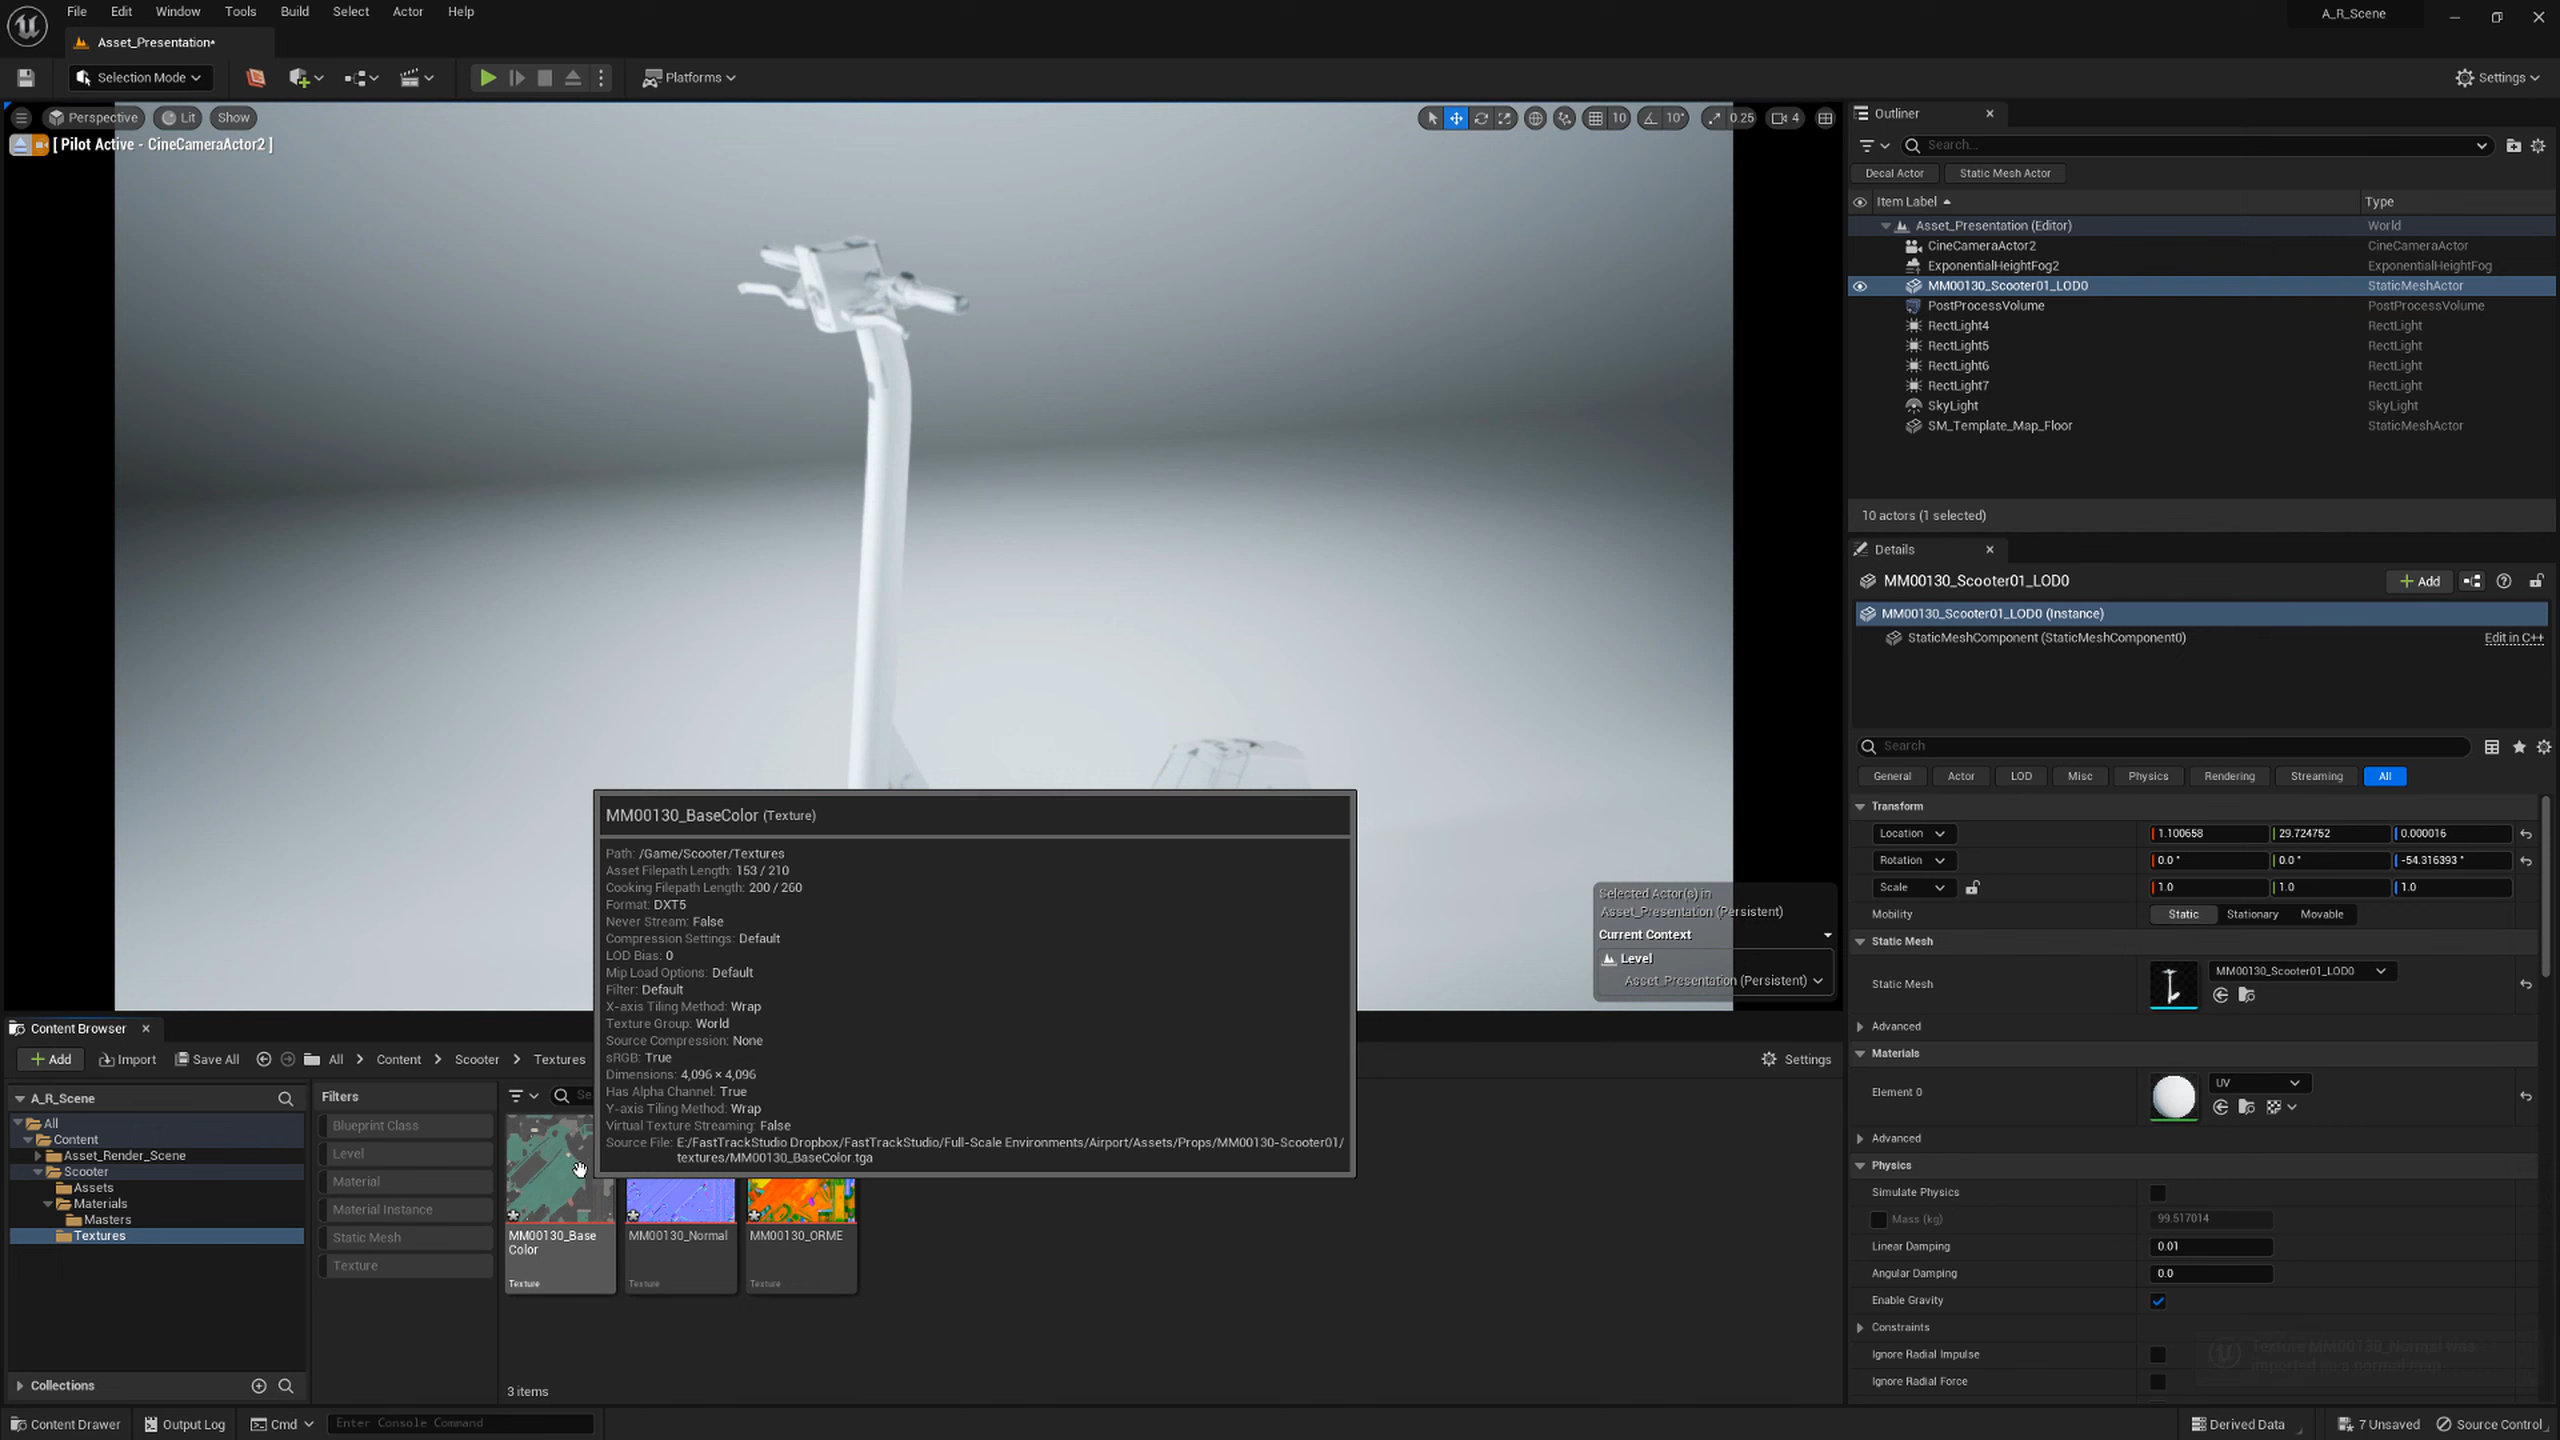 File Edit Window Tools Build Select Actor Help
A_R_Scene
Asset_Presentation*
Selection Mode
Platforms
Settings
Perspective Lit Show
10 10° 0.25 4
[ Pilot Active - CineCameraActor2 ]
Outliner
Search...
Decal Actor Static Mesh Actor
Item Label Type
Asset_Presentation (Editor) World
CineCameraActor2 CineCameraActor
ExponentialHeightFog2 ExponentialHeightFog
MM00130_Scooter01_LOD0 StaticMeshActor
PostProcessVolume PostProcessVolume
RectLight4 RectLight
RectLight5 RectLight
RectLight6 RectLight
RectLight7 RectLight
SkyLight SkyLight
SM_Template_Map_Floor StaticMeshActor
10 actors (1 selected)
Details
MM00130_Scooter01_LOD0
Add
MM00130_Scooter01_LOD0 (Instance)
StaticMeshComponent (StaticMeshComponent0) Edit in C++
Search
General Actor LOD Misc Physics Rendering Streaming All
Transform
Location 1.100658 29.724752 0.000016
Rotation 0.0 ° 0.0 ° -54.316393 °
Scale 1.0 1.0 1.0
Mobility Static Stationary Movable
Static Mesh
Static Mesh MM00130_Scooter01_LOD0
Advanced
Materials
Element 0 UV
Advanced
Physics
Simulate Physics
Mass (kg) 99.517014
Linear Damping 0.01
Angular Damping 0.0
Enable Gravity
Constraints
Ignore Radial Impulse
Ignore Radial Force
Texture MM00130_Normal was
imported as a normal map
Selected Actor(s) in
Asset_Presentation (Persistent)
Current Context
Level
Asset_Presentation (Persistent)
MM00130_BaseColor (Texture)
Path: /Game/Scooter/Textures
Asset Filepath Length: 153 / 210
Cooking Filepath Length: 200 / 260
Format: DXT5
Never Stream: False
Compression Settings: Default
LOD Bias: 0
Mip Load Options: Default
Filter: Default
X-axis Tiling Method: Wrap
Texture Group: World
Source Compression: None
sRGB: True
Dimensions: 4,096 × 4,096
Has Alpha Channel: True
Y-axis Tiling Method: Wrap
Virtual Texture Streaming: False
Source File: E:/FastTrackStudio Dropbox/FastTrackStudio/Full-Scale Environments/Airport/Assets/Props/MM00130-Scooter01/
textures/MM00130_BaseColor.tga
Content Browser
Add Import Save All All Content Scooter Textures
Settings
A_R_Scene
All
Content
Asset_Render_Scene
Scooter
Assets
Materials
Masters
Textures
Collections
Filters
Blueprint Class
Level
Material
Material Instance
Static Mesh
Texture
Se
MM00130_Base
Color
Texture
MM00130_Normal
Texture
MM00130_ORME
Texture
3 items
Content Drawer Output Log Cmd Enter Console Command
Derived Data 7 Unsaved Source Control